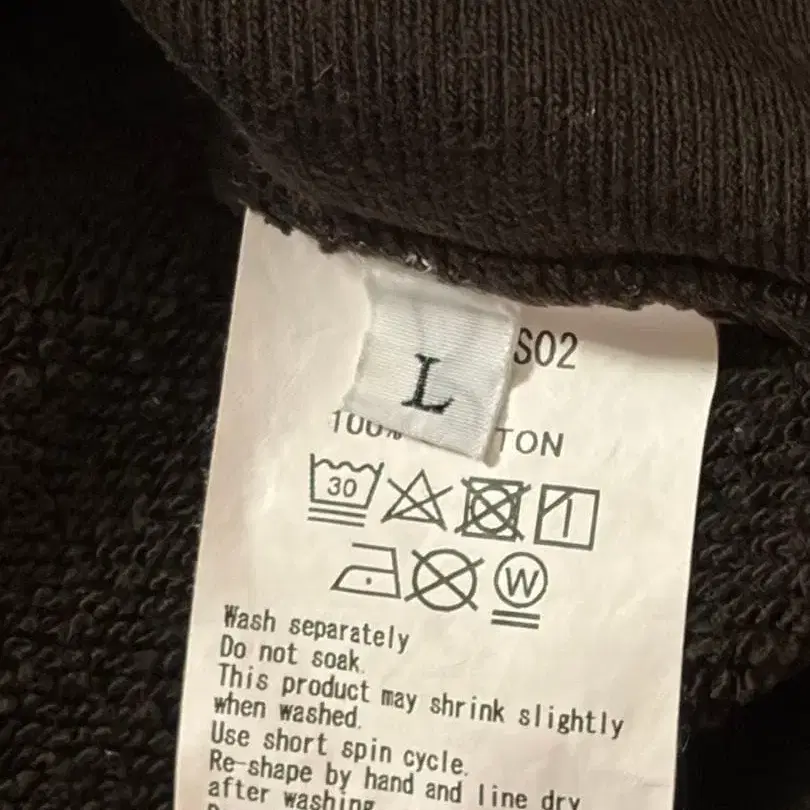 S02
L
100% TON
30
W
Wash separately
Do not soak.
This product may shrink slightly
when washed.
Use short spin cycle.
Re-shape by hand and line dry
after washing